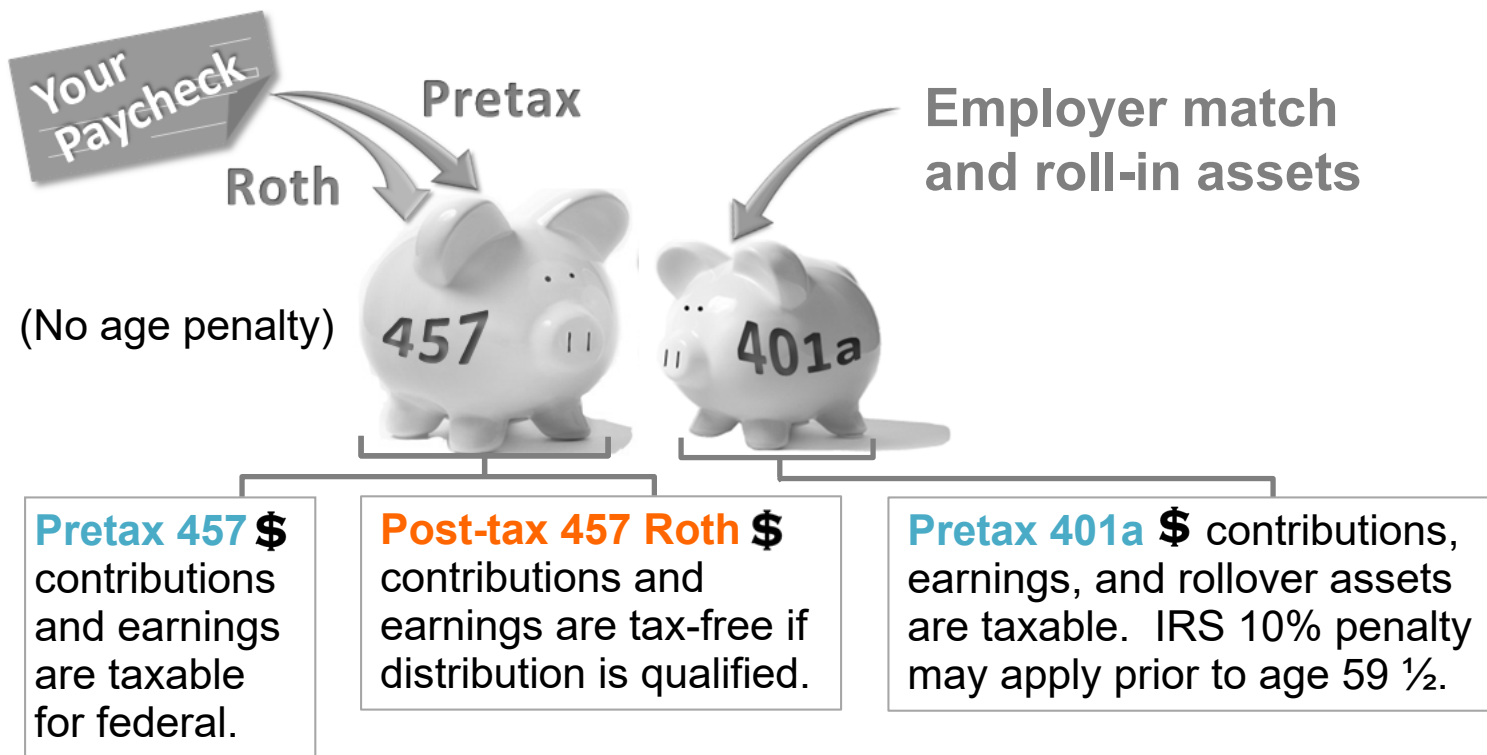 Your
Paycheck
Pretax
Roth
Employer match
and roll-in assets
(No age penalty)
457
401a
Pretax 457 $
contributions
and earnings
are taxable
for federal.
Post-tax 457 Roth $
contributions and
earnings are tax-free if
distribution is qualified.
Pretax 401a $ contributions,
earnings, and rollover assets
are taxable.  IRS 10% penalty
may apply prior to age 59 ½.